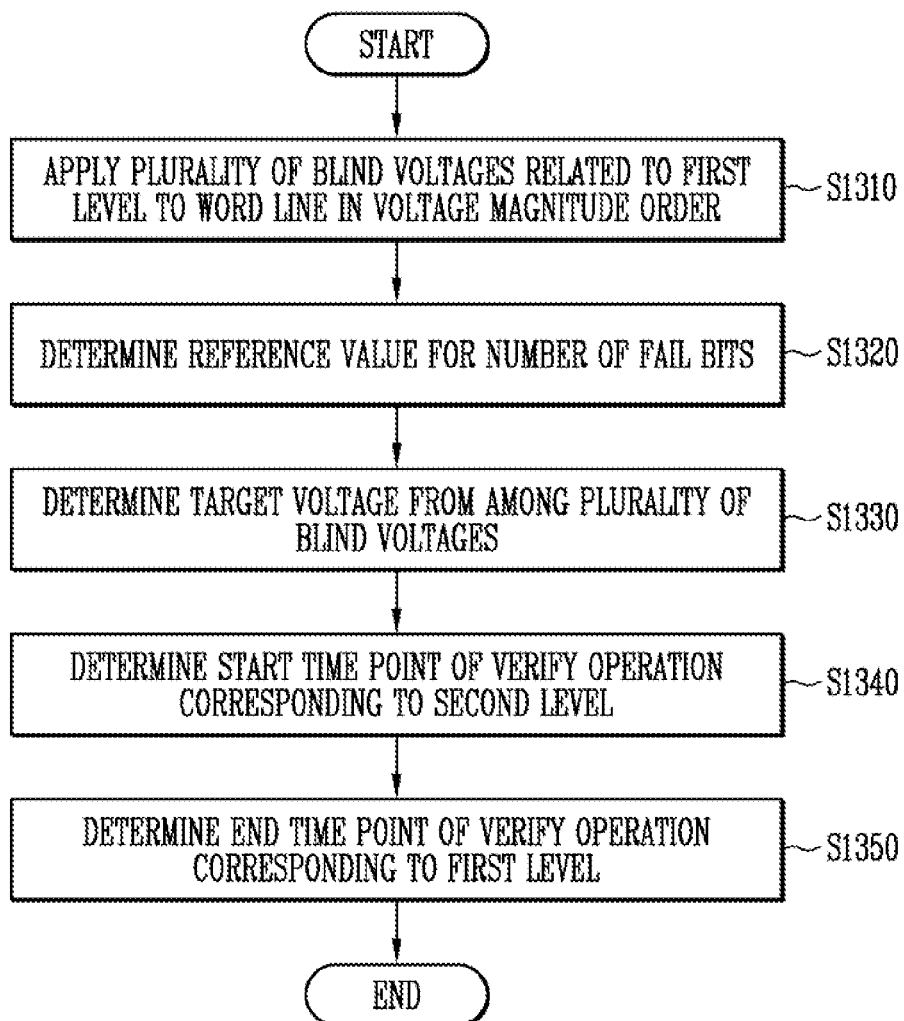 START
APPLY PLURALITY OF BLIND VOLTAGES RELATED TO FIRST
LEVEL TO WORD LINE IN VOLTAGE MAGNITUDE ORDER
S1310
DETERMINE REFERENCE VALUE FOR NUMBER OF FAIL BITS
S1320
DETERMINE TARGET VOLTAGE FROM AMONG PLURALITY OF
BLIND VOLTAGES
S1330
DETERMINE START TIME POINT OF VERIFY OPERATION
CORRESPONDING TO SECOND LEVEL
S1340
DETERMINE END TIME POINT OF VERIFY OPERATION
CORRESPONDING TO FIRST LEVEL
S1350
END